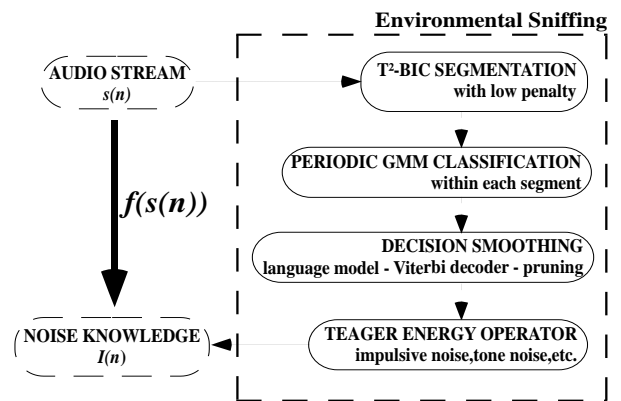 Environmental Sniffing
AUDIO STREAM
s(n)
T²-BIC SEGMENTATION
with low penalty
PERIODIC GMM CLASSIFICATION
within each segment
f(s(n))
DECISION SMOOTHING
language model - Viterbi decoder - pruning
NOISE KNOWLEDGE
I(n)
TEAGER ENERGY OPERATOR
impulsive noise,tone noise,etc.